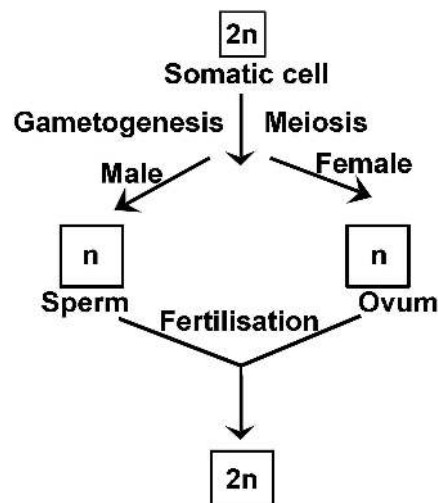 2n
Somatic cell
Gametogenesis Meiosis
Male Female
n n
Sperm Ovum
Fertilisation
2n